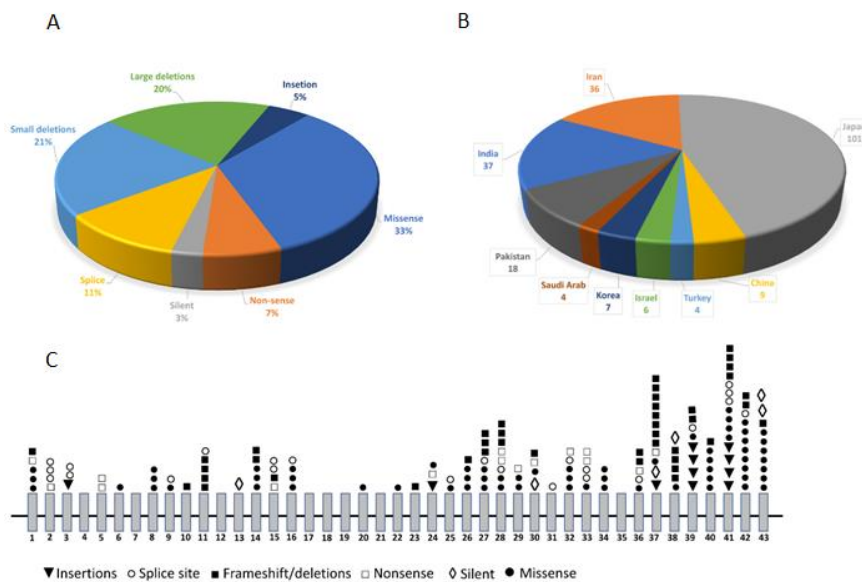 A
B
Large deletions
20%
Insetion
5%
Small deletions
21%
Missense
33%
Splice
11%
Silent
3%
Non-sense
7%
Iran
36
Japa
101
India
37
Pakistan
18
Saudi Arab
4
Korea
7
Israel
6
Turkey
4
China
9
C
1 2 3 4 5 6 7 8 9 10 11 12 13 14 15 16 17 18 19 20 21 22 23 24 25 26 27 28 29 30 31 32 33 34 35 36 37 38 39 40 41 42 43
Insertions Splice site Frameshift/deletions Nonsense Silent Missense